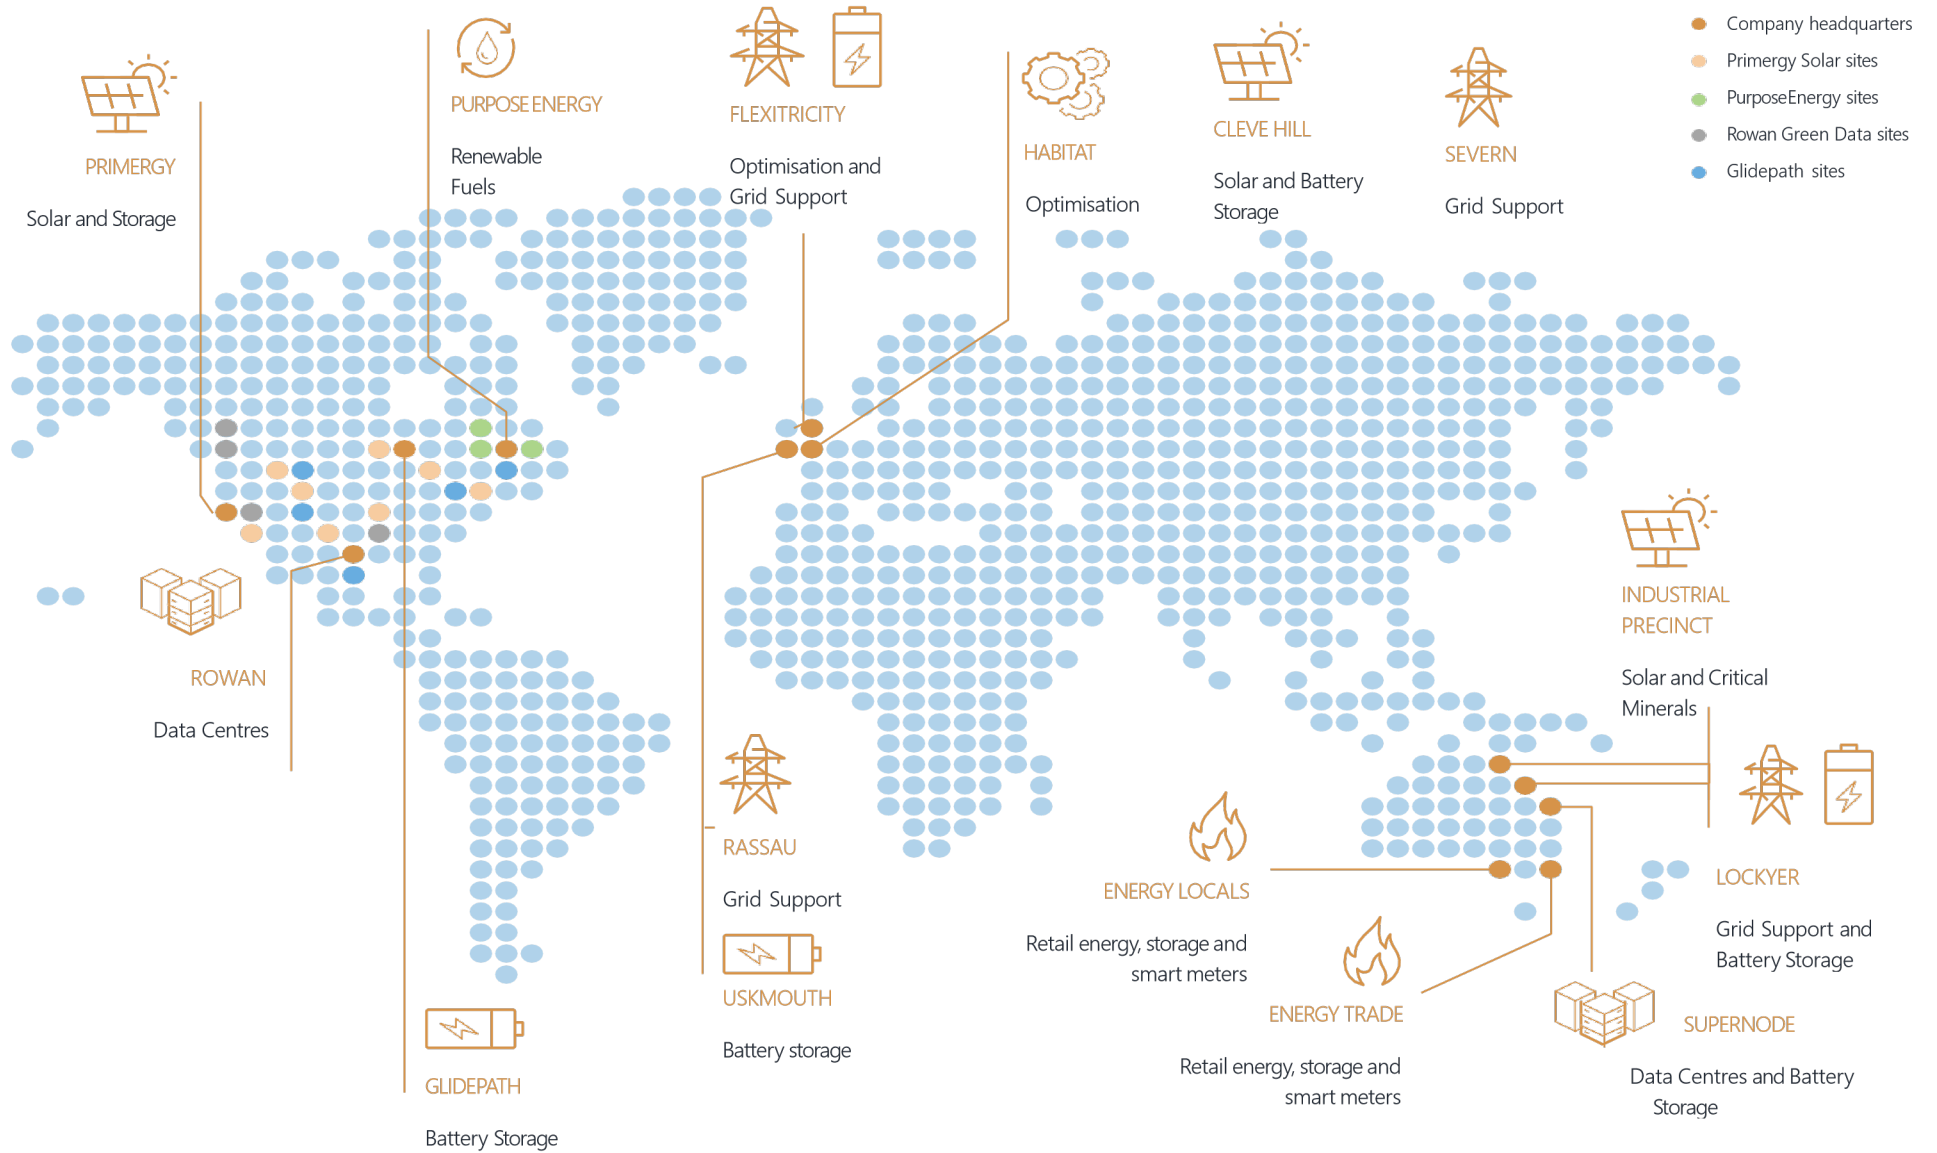 Company headquarters
Primergy Solar sites
PurposeEnergy sites
Rowan Green Data sites
Glidepath sites
PRIMERGY
Solar and Storage
PURPOSE ENERGY
Renewable
Fuels
FLEXITRICITY
Optimisation and
Grid Support
HABITAT
Optimisation
CLEVE HILL
Solar and Battery
Storage
SEVERN
Grid Support
ROWAN
Data Centres
GLIDEPATH
Battery Storage
RASSAU
Grid Support
USKMOUTH
Battery storage
ENERGY LOCALS
Retail energy, storage and
smart meters
ENERGY TRADE
Retail energy, storage and
smart meters
INDUSTRIAL
PRECINCT
Solar and Critical
Minerals
LOCKYER
Grid Support and
Battery Storage
SUPERNODE
Data Centres and Battery
Storage